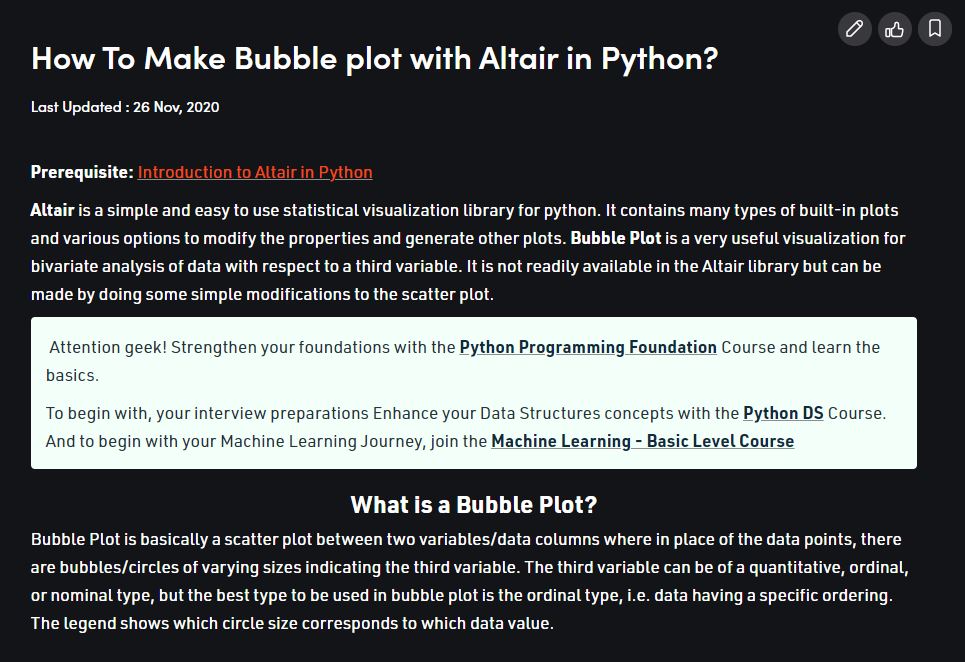 How To Make Bubble plot with Altair in Python?
Last Updated : 26 Nov, 2020
Prerequisite: Introduction to Altair in Python
Altair is a simple and easy to use statistical visualization library for python. It contains many types of built-in plots
and various options to modify the properties and generate other plots. Bubble Plot is a very useful visualization for
bivariate analysis of data with respect to a third variable. It is not readily available in the Altair library but can be
made by doing some simple modifications to the scatter plot.
Attention geek! Strengthen your foundations with the Python Programming Foundation Course and learn the
basics.
To begin with, your interview preparations Enhance your Data Structures concepts with the Python DS Course.
And to begin with your Machine Learning Journey, join the Machine Learning - Basic Level Course
What is a Bubble Plot?
Bubble Plot is basically a scatter plot between two variables/data columns where in place of the data points, there
are bubbles/circles of varying sizes indicating the third variable. The third variable can be of a quantitative, ordinal,
or nominal type, but the best type to be used in bubble plot is the ordinal type, i.e. data having a specific ordering.
The legend shows which circle size corresponds to which data value.